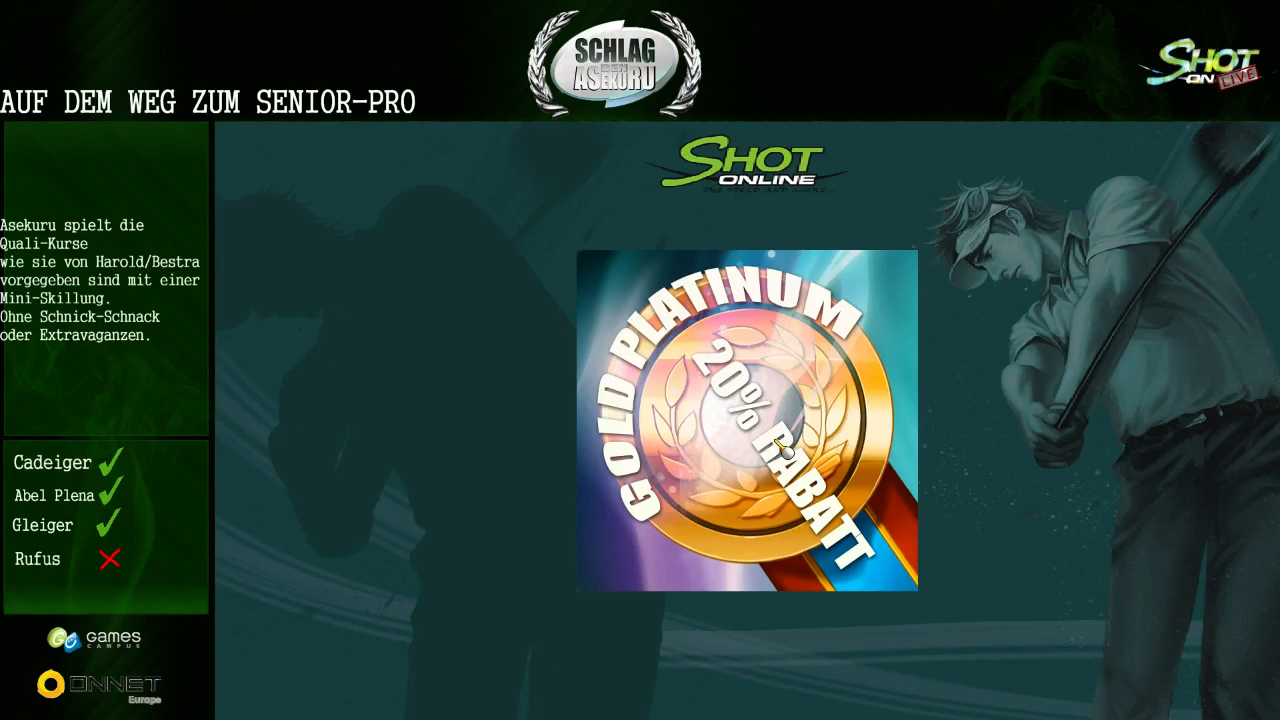 SCHLAG
DEN
ASEKURU
SHOT
ON LIVE
AUF DEM WEG ZUM SENIOR-PRO
SHOT
ONLINE
Asekuru spielt die
Quali-Kurse
wie sie von Harold/Bestra
vorgegeben sind mit einer
Mini-Skillung.
Ohne Schnick-Schnack
oder Extravaganzen.
GOLD PLATINUM
20% RABATT
Cadeiger
Abel Plena
Gleiger
Rufus
GAMES
CAMPUS
ONNET
Europe